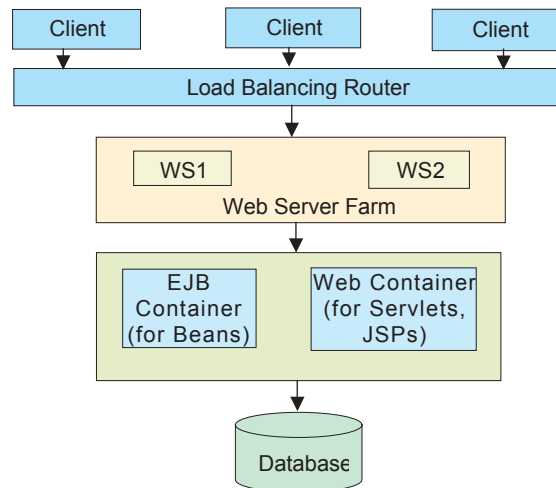 Client
Client
Client
Load Balancing Router
WS1
WS2
Web Server Farm
EJB
Container
(for Beans)
Web Container
(for Servlets,
JSPs)
Database